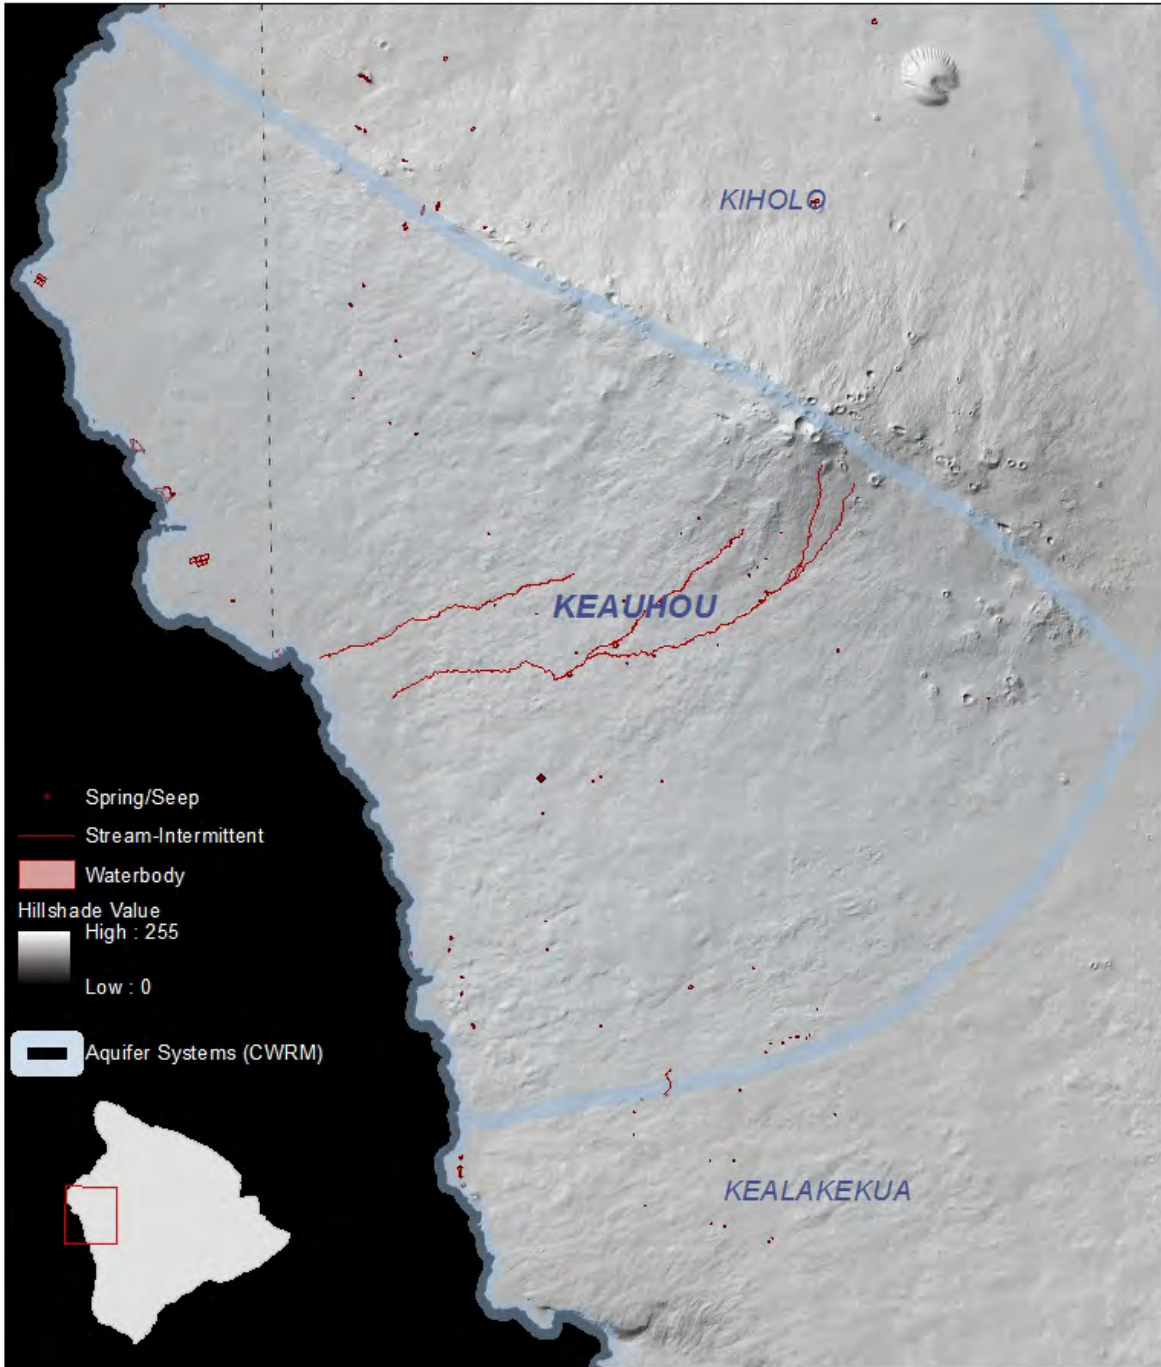 KIHOLO
KEAUHOU
Spring/Seep
Stream-Intermittent
Waterbody
Hillshade Value
High : 255
Low : 0
Aquifer Systems (CWRM)
KEALAKEKUA